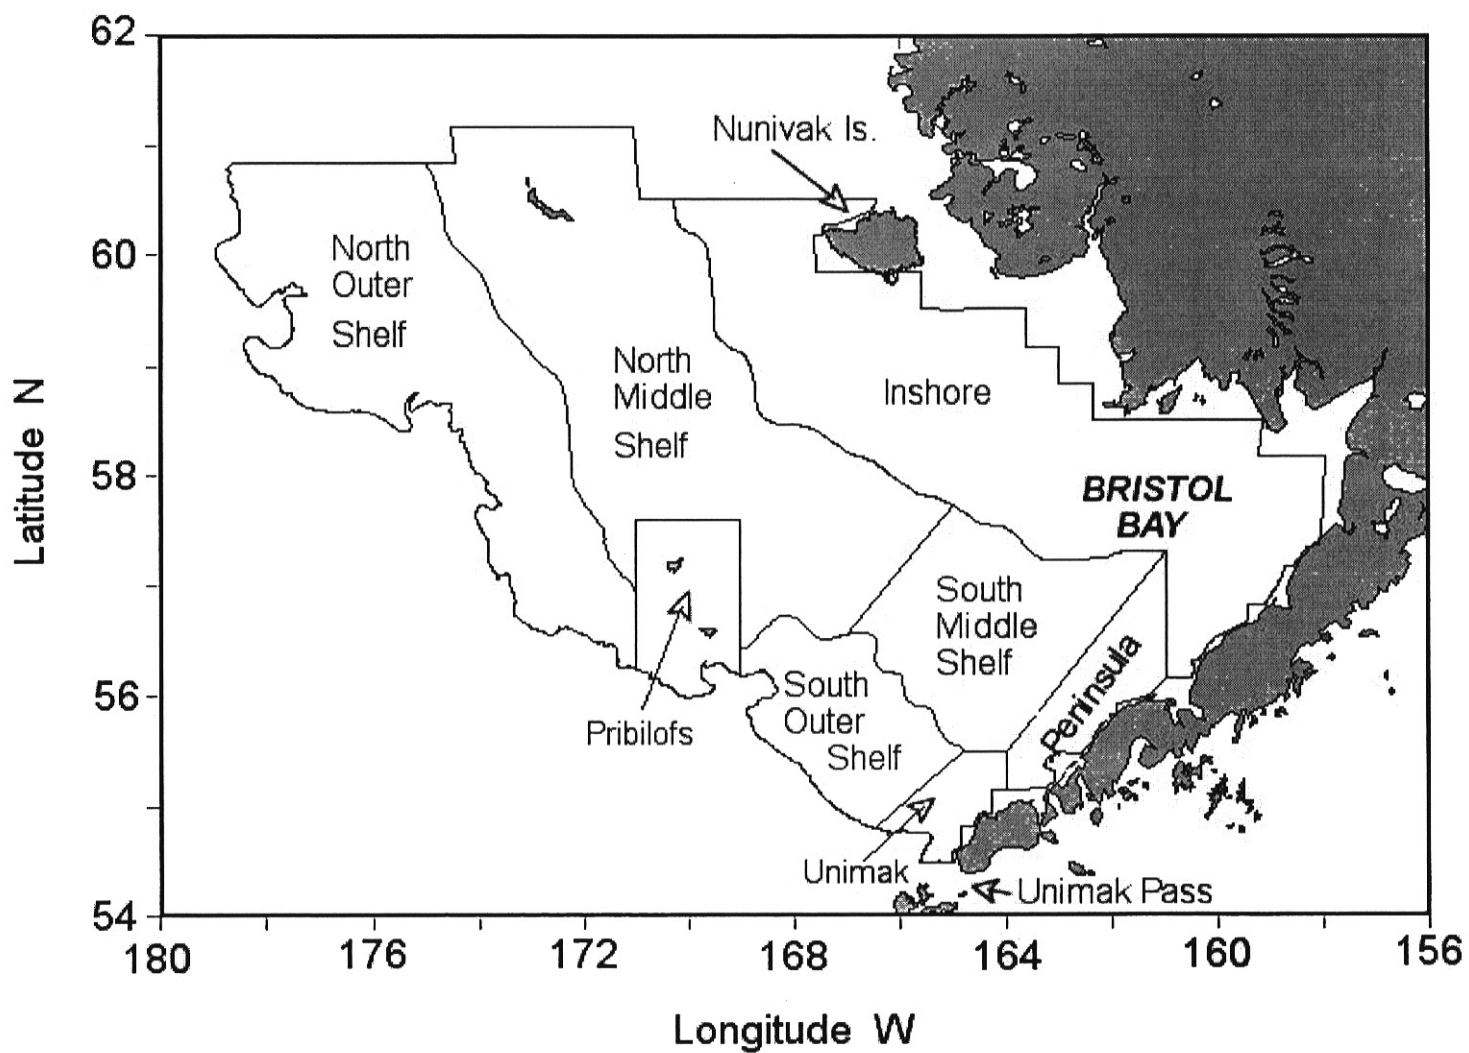 62
60
58
56
54
Latitude N
Nunivak Is.
North
Outer
Shelf
North
Middle
Shelf
Inshore
BRISTOL
BAY
South
Middle
Shelf
Peninsula
South
Outer
Shelf
Pribilofs
Unimak
Unimak Pass
180
176
172
168
164
160
156
Longitude W